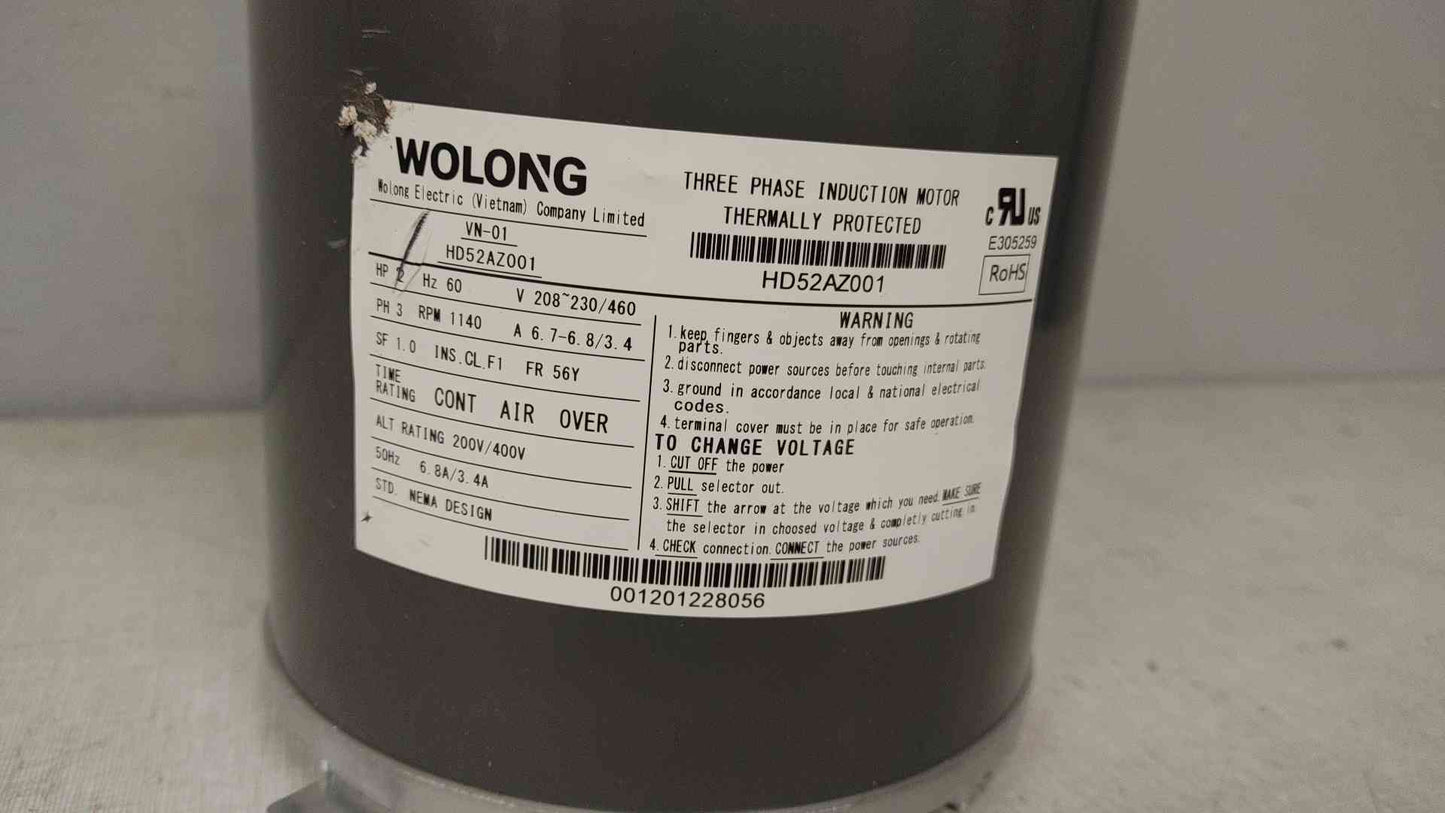 WOLONG
Wolong Electric (Vietnam) Company Limited
VN-01
HD52AZ001
THREE PHASE INDUCTION MOTOR
THERMALLY PROTECTED
HD52AZ001
c RU US
E305259
RoHS
HP 2 Hz 60 V 208~230/460
PH 3 RPM 1140 A 6.7-6.8/3.4
SF 1.0 INS.CL.F1 FR 56Y
TIME
RATING CONT AIR OVER
ALT RATING 200V/400V
50Hz 6.8A/3.4A
STD. NEMA DESIGN
WARNING
1.keep fingers & objects away from openings & rotating
parts.
2.disconnect power sources before touching internal parts.
3.ground in accordance local & national electrical
codes.
4.terminal cover must be in place for safe operation.
TO CHANGE VOLTAGE
1.CUT OFF the power
2.PULL selector out.
3.SHIFT the arrow at the voltage which you need.MAKE SURE
the selector in choosed voltage & completly cutting in.
4.CHECK connection.CONNECT the power sources.
001201228056